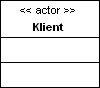 << actor >>
Klient